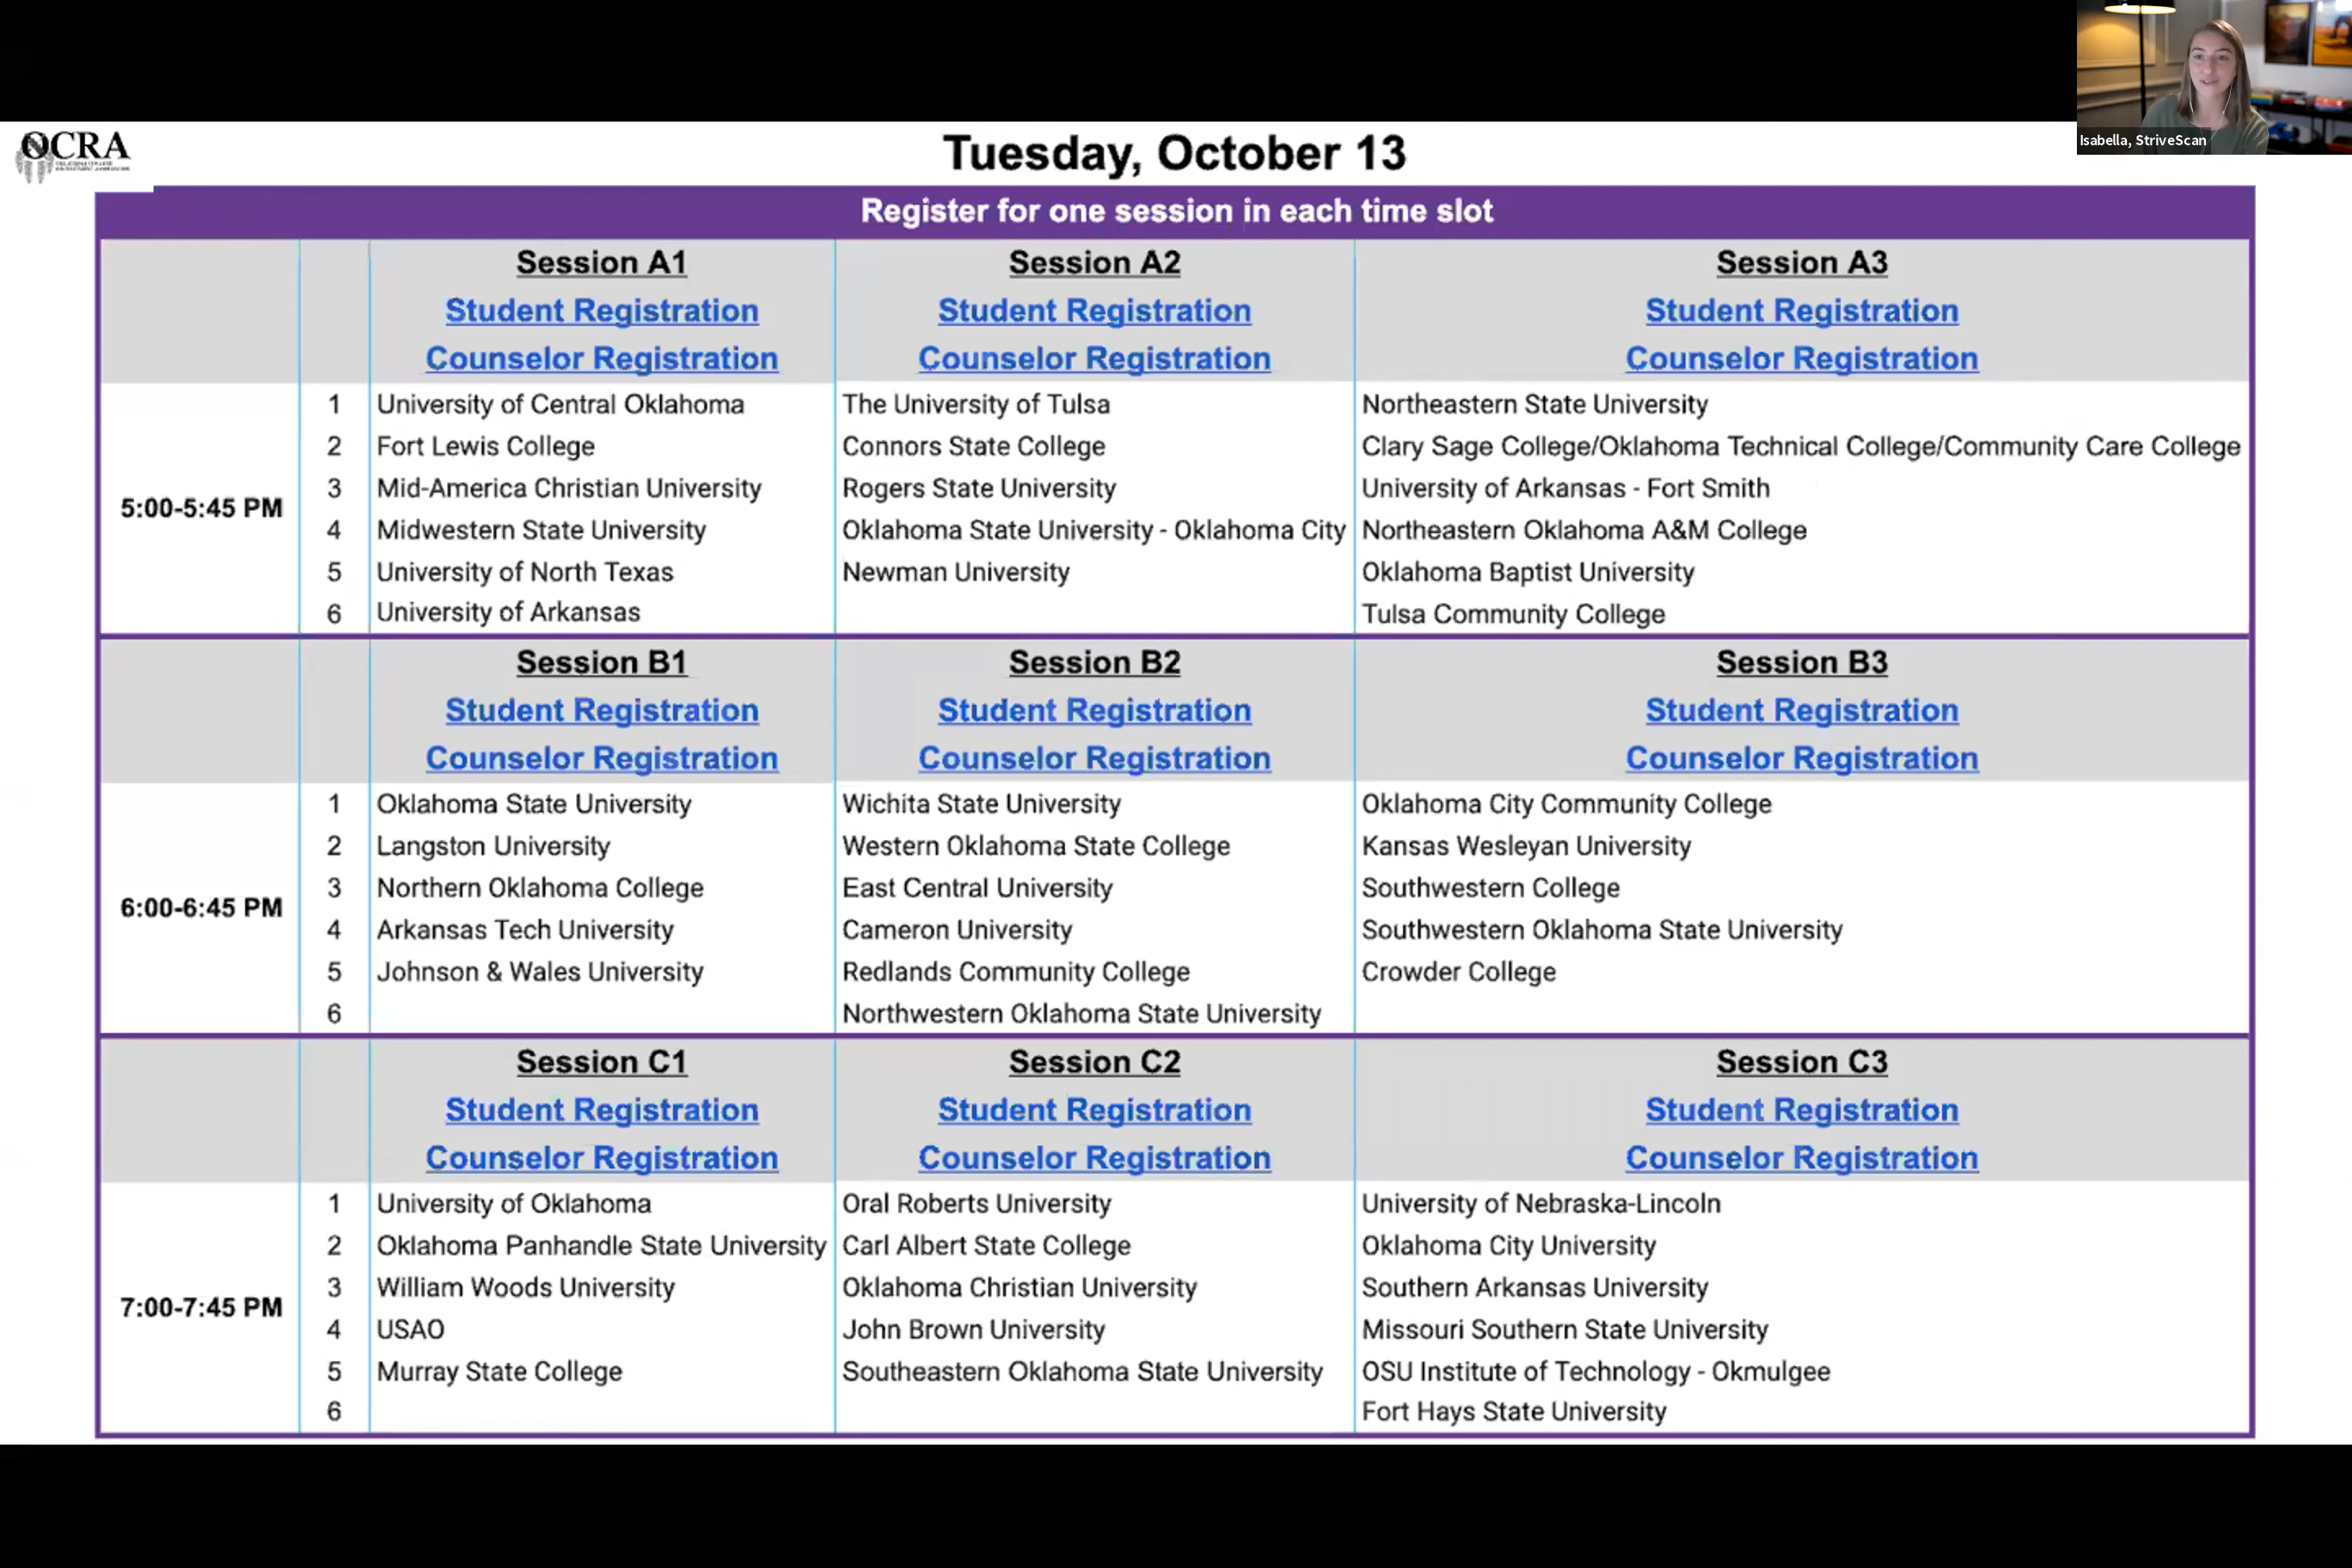 Isabella, StriveScan
OCRA
Tuesday, October 13
Register for one session in each time slot
Session A1 Session A2 Session A3
Student Registration Student Registration Student Registration
Counselor Registration Counselor Registration Counselor Registration
5:00-5:45 PM
1 University of Central Oklahoma The University of Tulsa Northeastern State University
2 Fort Lewis College Connors State College Clary Sage College/Oklahoma Technical College/Community Care College
3 Mid-America Christian University Rogers State University University of Arkansas - Fort Smith
4 Midwestern State University Oklahoma State University - Oklahoma City Northeastern Oklahoma A&M College
5 University of North Texas Newman University Oklahoma Baptist University
6 University of Arkansas Tulsa Community College
Session B1 Session B2 Session B3
Student Registration Student Registration Student Registration
Counselor Registration Counselor Registration Counselor Registration
6:00-6:45 PM
1 Oklahoma State University Wichita State University Oklahoma City Community College
2 Langston University Western Oklahoma State College Kansas Wesleyan University
3 Northern Oklahoma College East Central University Southwestern College
4 Arkansas Tech University Cameron University Southwestern Oklahoma State University
5 Johnson & Wales University Redlands Community College Crowder College
6 Northwestern Oklahoma State University
Session C1 Session C2 Session C3
Student Registration Student Registration Student Registration
Counselor Registration Counselor Registration Counselor Registration
7:00-7:45 PM
1 University of Oklahoma Oral Roberts University University of Nebraska-Lincoln
2 Oklahoma Panhandle State University Carl Albert State College Oklahoma City University
3 William Woods University Oklahoma Christian University Southern Arkansas University
4 USAO John Brown University Missouri Southern State University
5 Murray State College Southeastern Oklahoma State University OSU Institute of Technology - Okmulgee
6 Fort Hays State University